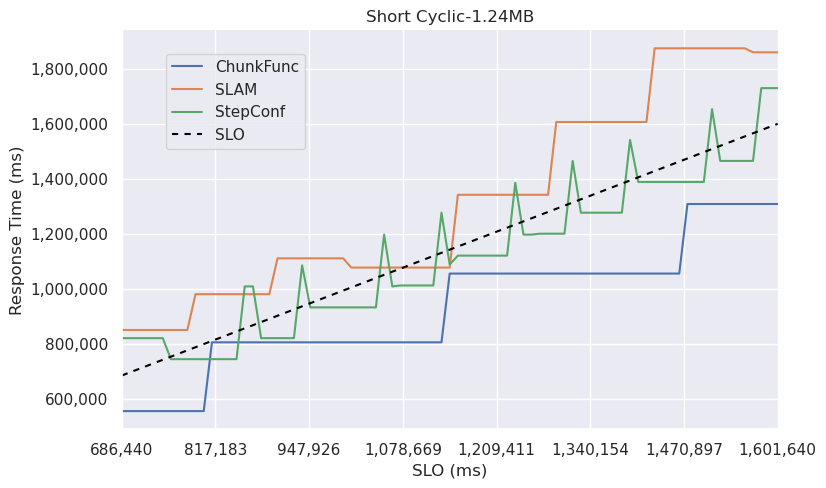 Short Cyclic-1.24MB
Response Time (ms)
1,800,000
1,600,000
1,400,000
1,200,000
1,000,000
800,000
600,000
ChunkFunc
SLAM
StepConf
SLO
686,440 817,183 947,926 1,078,669 1,209,411 1,340,154 1,470,897 1,601,640
SLO (ms)